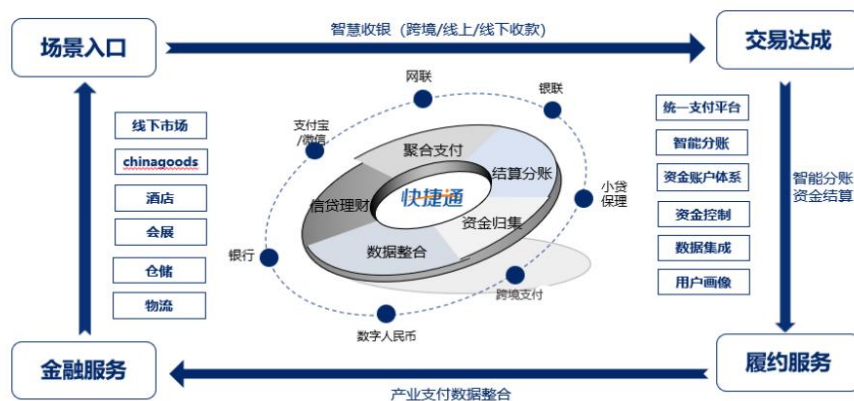 场景入口
智慧收银（跨境/线上/线下收款）
交易达成
线下市场
chinagoods
酒店
会展
仓储
物流
网联
银联
支付宝
/微信
小贷
保理
银行
跨境支付
数字人民币
聚合支付
结算分账
信贷理财
快捷通
资金归集
数据整合
统一支付平台
智能分账
资金账户体系
资金控制
数据集成
用户画像
智能分账
资金结算
金融服务
产业支付数据整合
履约服务